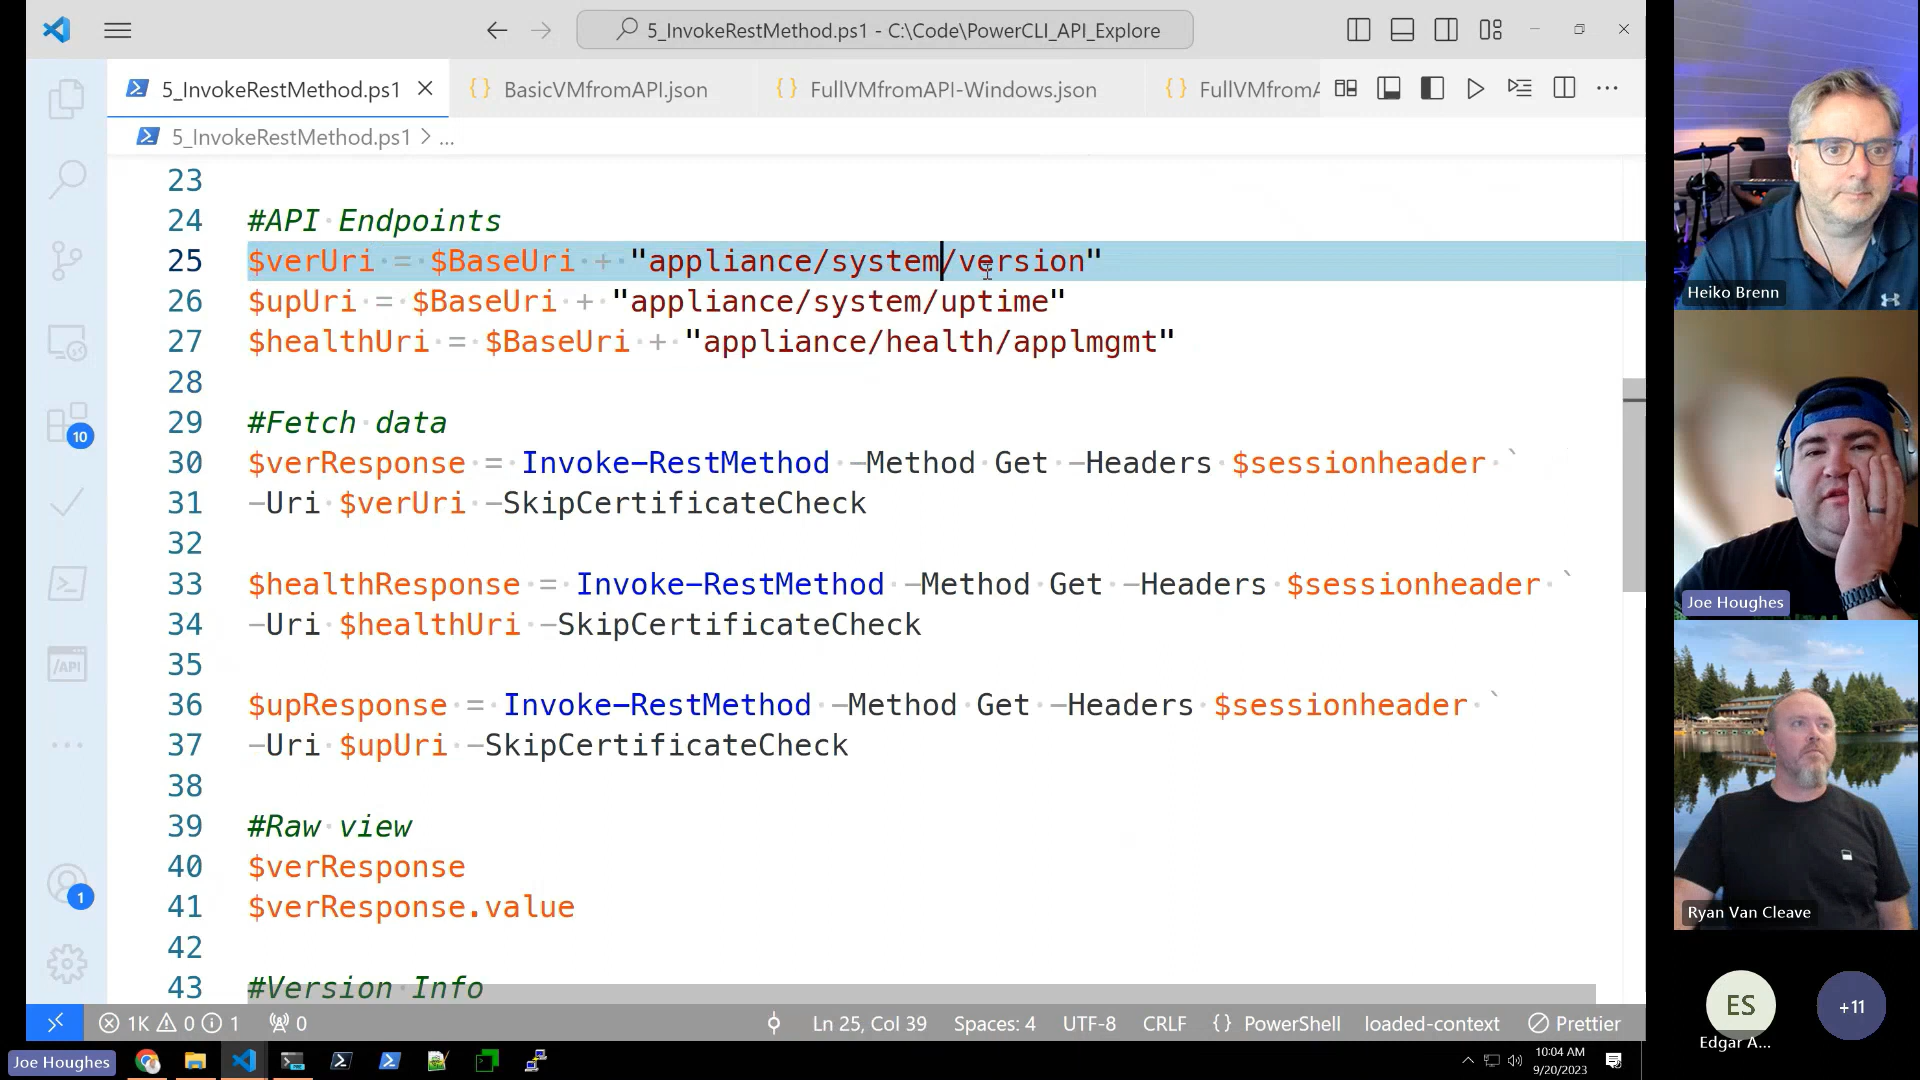 5_InvokeRestMethod.ps1 - C:\Code\PowerCLI_API_Explore
5_InvokeRestMethod.ps1
BasicVMfromAPI.json
FullVMfromAPI-Windows.json
FullVMfromA
5_InvokeRestMethod.ps1 > ...
23
24 #API Endpoints
25 $verUri = $BaseUri + "appliance/system/version"
26 $upUri = $BaseUri + "appliance/system/uptime"
27 $healthUri = $BaseUri + "appliance/health/applmgmt"
28
29 #Fetch data
30 $verResponse = Invoke-RestMethod -Method Get -Headers $sessionheader `
31 -Uri $verUri -SkipCertificateCheck
32
33 $healthResponse = Invoke-RestMethod -Method Get -Headers $sessionheader `
34 -Uri $healthUri -SkipCertificateCheck
35
36 $upResponse = Invoke-RestMethod -Method Get -Headers $sessionheader `
37 -Uri $upUri -SkipCertificateCheck
38
39 #Raw view
40 $verResponse
41 $verResponse.value
42
43 #Version Info
10
/API
1
1K 0 1 0
Ln 25, Col 39 Spaces: 4 UTF-8 CRLF {} PowerShell loaded-context Prettier
Joe Houghes
10:04 AM
9/20/2023
Heiko Brenn
Joe Houghes
Ryan Van Cleave
ES
+11
Edgar A...